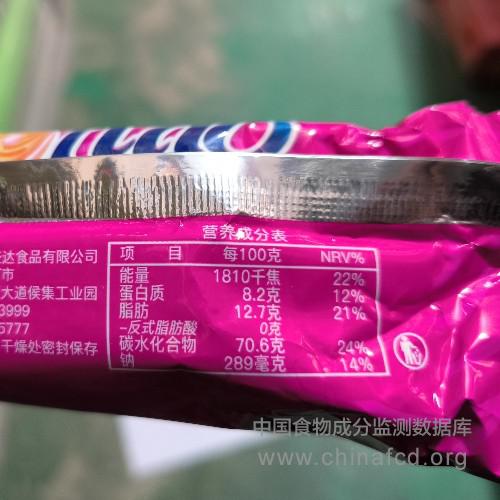 营养成分表
项 目 每100克 NRV%
能量 1810千焦 22%
蛋白质 8.2克 12%
脂肪 12.7克 21%
-反式脂肪酸 0克
碳水化合物 70.6克 24%
钠 289毫克 14%
达食品有限公司
市
大道侯集工业园
3999
5777
干燥处密封保存
中国食物成分监测数据库
www.chinafcd.org